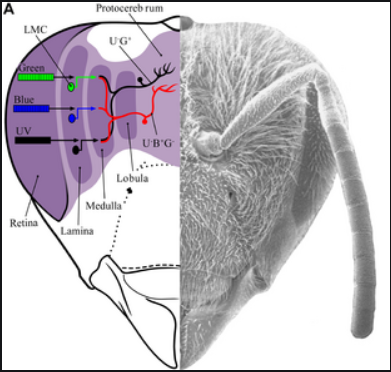 A
Protocereb rum
LMC
U⁻G⁺
Green
Blue
UV
U⁻B⁺G⁻
Lobula
Medulla
Retina
Lamina